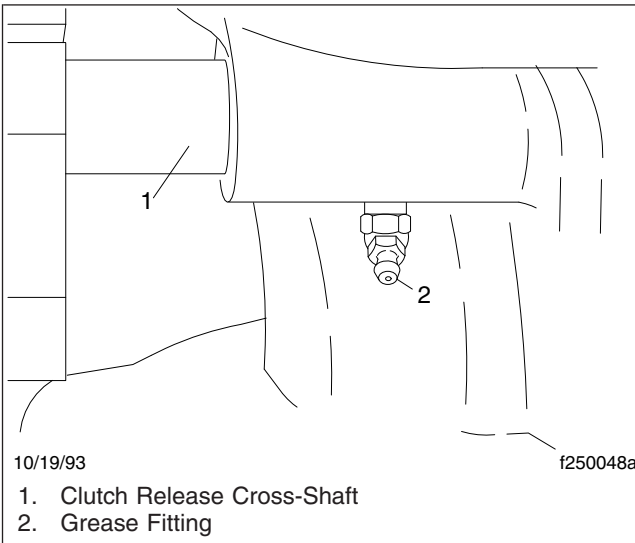 1
2
10/19/93 f250048a
1. Clutch Release Cross-Shaft
2. Grease Fitting